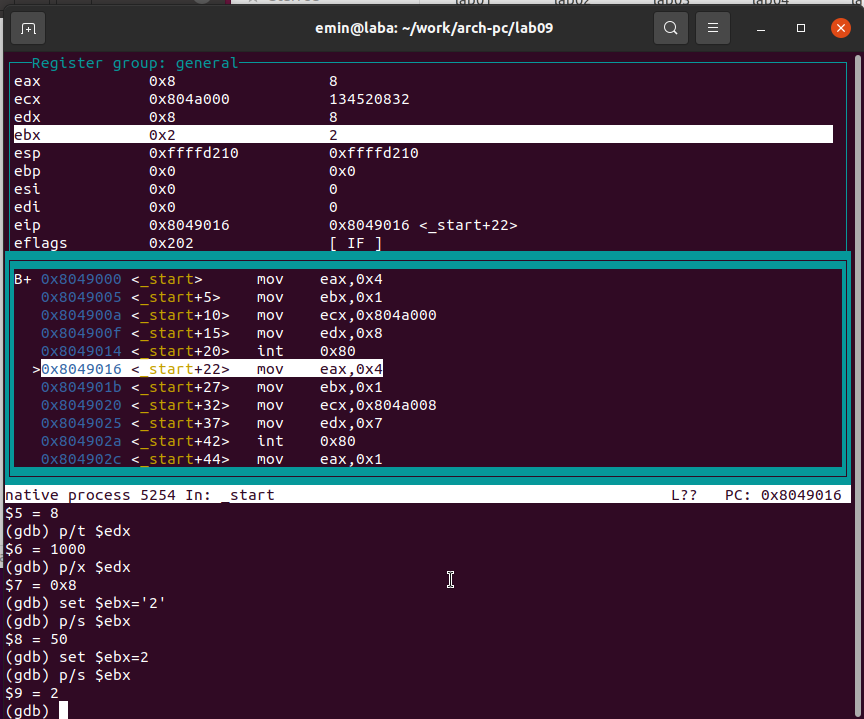 emin@laba: ~/work/arch-pc/lab09
Register group: general
eax 0x8 8
ecx 0x804a000 134520832
edx 0x8 8
ebx 0x2 2
esp 0xffffd210 0xffffd210
ebp 0x0 0x0
esi 0x0 0
edi 0x0 0
eip 0x8049016 0x8049016 <_start+22>
eflags 0x202 [ IF ]
B+ 0x8049000 <_start> mov eax,0x4
0x8049005 <_start+5> mov ebx,0x1
0x804900a <_start+10> mov ecx,0x804a000
0x804900f <_start+15> mov edx,0x8
0x8049014 <_start+20> int 0x80
>0x8049016 <_start+22> mov eax,0x4
0x804901b <_start+27> mov ebx,0x1
0x8049020 <_start+32> mov ecx,0x804a008
0x8049025 <_start+37> mov edx,0x7
0x804902a <_start+42> int 0x80
0x804902c <_start+44> mov eax,0x1
native process 5254 In: _start L?? PC: 0x8049016
$5 = 8
(gdb) p/t $edx
$6 = 1000
(gdb) p/x $edx
$7 = 0x8
(gdb) set $ebx='2'
(gdb) p/s $ebx
$8 = 50
(gdb) set $ebx=2
(gdb) p/s $ebx
$9 = 2
(gdb)